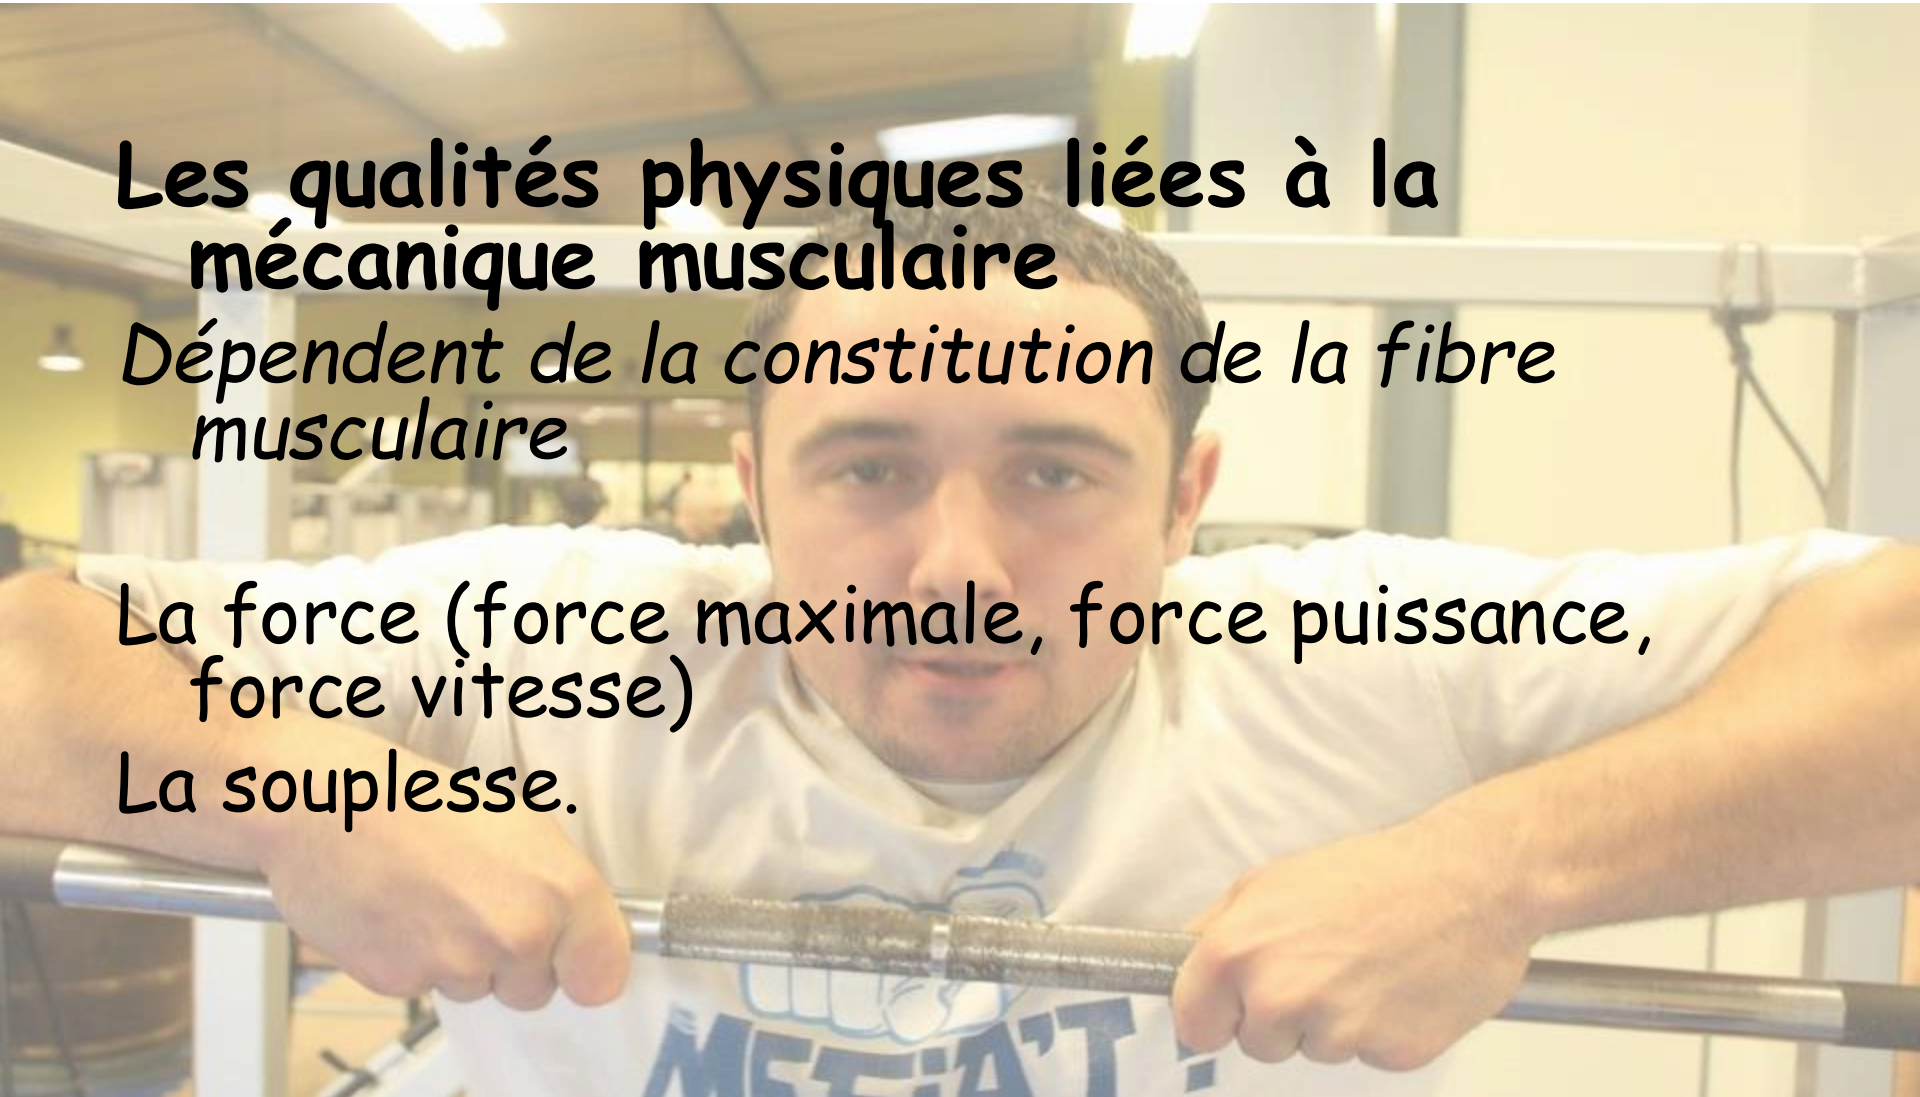 Les qualités physiques liées à la
mécanique musculaire
Dépendent de la constitution de la fibre
musculaire
La force (force maximale, force puissance,
force vitesse)
La souplesse.